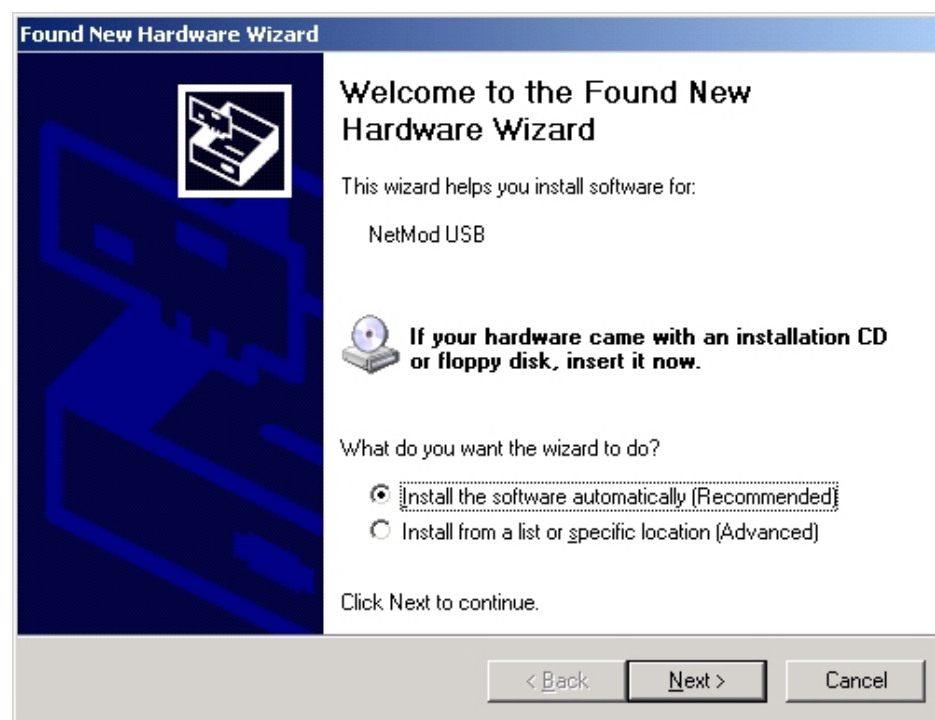 Found New Hardware Wizard
Welcome to the Found New
Hardware Wizard
This wizard helps you install software for:
NetMod USB
If your hardware came with an installation CD
or floppy disk, insert it now.
What do you want the wizard to do?
Install the software automatically (Recommended)
Install from a list or specific location (Advanced)
Click Next to continue.
< Back Next > Cancel